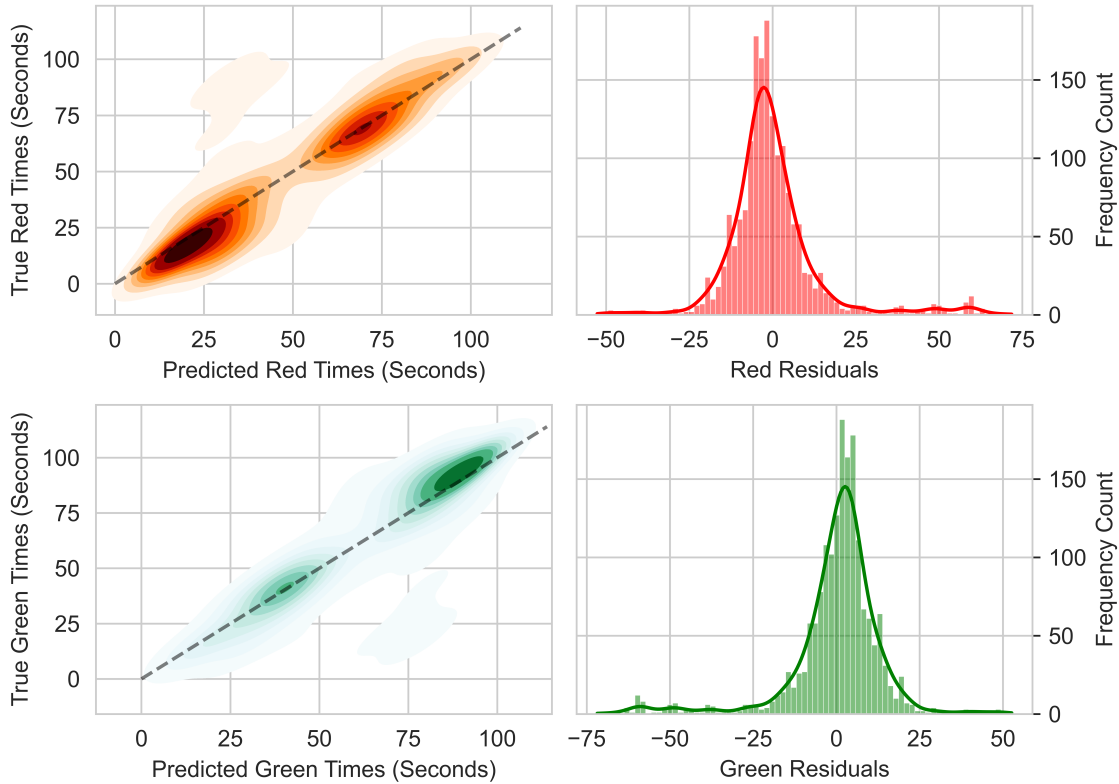 True Red Times (Seconds)
100
75
50
25
0
0 25 50 75 100
Predicted Red Times (Seconds)
150
100
50
0
Frequency Count
−50 −25 0 25 50 75
Red Residuals
True Green Times (Seconds)
100
75
50
25
0
0 25 50 75 100
Predicted Green Times (Seconds)
150
100
50
0
Frequency Count
−75 −50 −25 0 25 50
Green Residuals